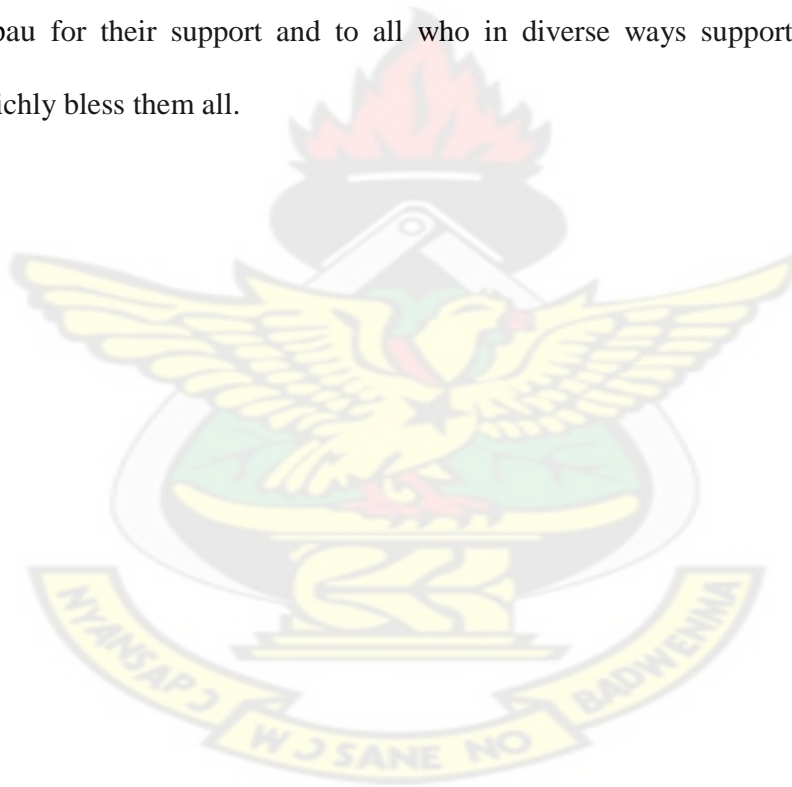 bau for their support and to all who in diverse ways support
ichly bless them all.
NYANSAPƆ
WƆSANE NO
BADWENMA